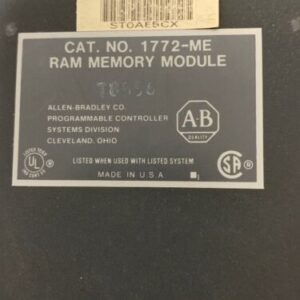 ST0AE5CX
CAT. NO. 1772-ME
RAM MEMORY MODULE
ALLEN-BRADLEY CO.
PROGRAMMABLE CONTROLLER
SYSTEMS DIVISION
CLEVELAND, OHIO
A-B
QUALITY
UL
LISTED WHEN USED WITH LISTED SYSTEM
SA
MADE IN U.S.A.